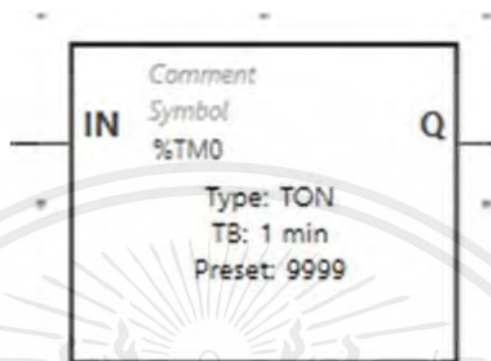 Comment
IN Symbol Q
%TM0
Type: TON
TB: 1 min
Preset: 9999